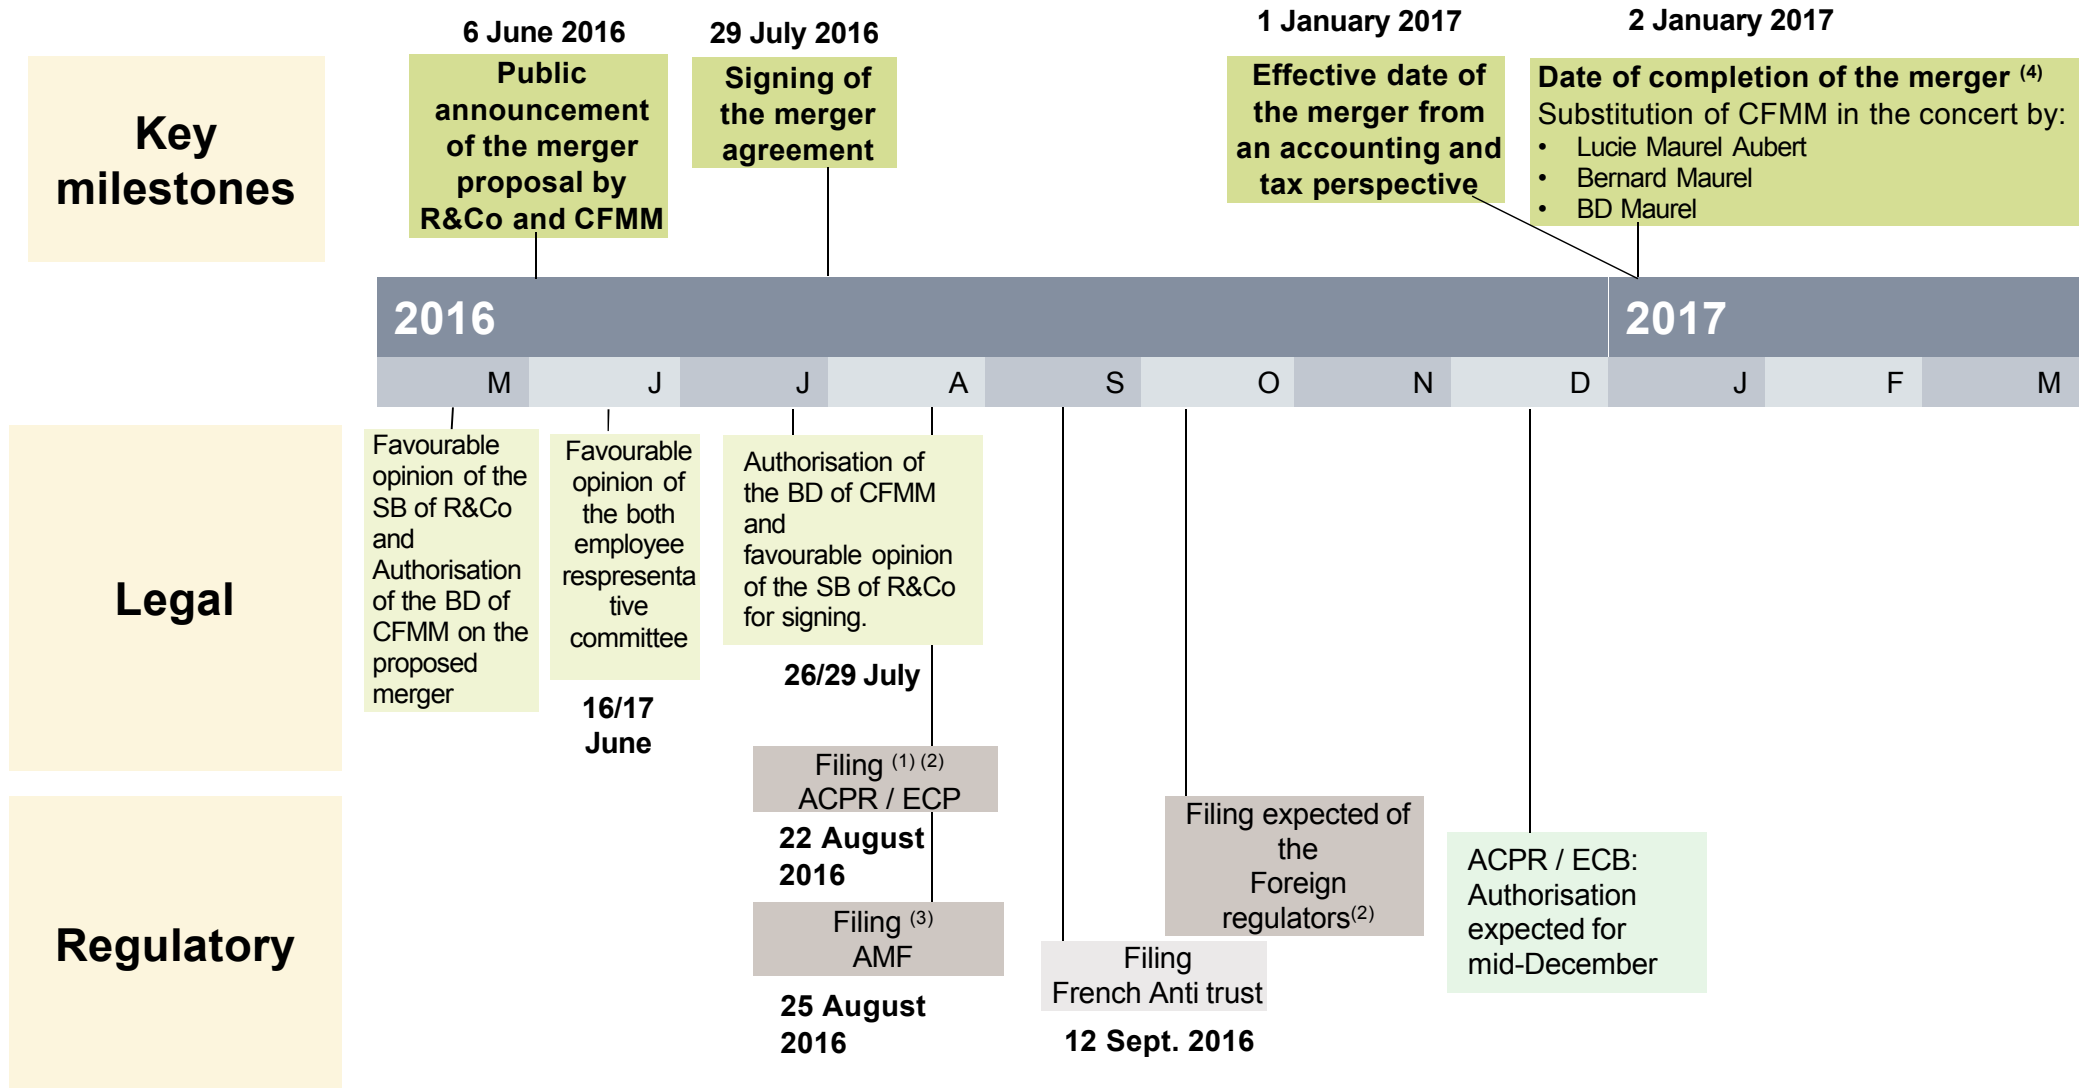 6 June 2016
29 July 2016
1 January 2017
2 January 2017
Key
milestones
Public
announcement
of the merger
proposal by
R&Co and CFMM
Signing of
the merger
agreement
Effective date of
the merger from
an accounting and
tax perspective
Date of completion of the merger (4)
Substitution of CFMM in the concert by:
• Lucie Maurel Aubert
• Bernard Maurel
• BD Maurel
2016
2017
M J J A S O N D J F M
Legal
Favourable
opinion of the
SB of R&Co
and
Authorisation
of the BD of
CFMM on the
proposed
merger
Favourable
opinion of
the both
employee
respresenta
tive
committee
16/17
June
Authorisation of
the BD of CFMM
and
favourable opinion
of the SB of R&Co
for signing.
26/29 July
Regulatory
Filing (1) (2)
ACPR / ECP
22 August
2016
Filing (3)
AMF
25 August
2016
Filing
French Anti trust
12 Sept. 2016
Filing expected of
the
Foreign
regulators(2)
ACPR / ECB:
Authorisation
expected for
mid-December